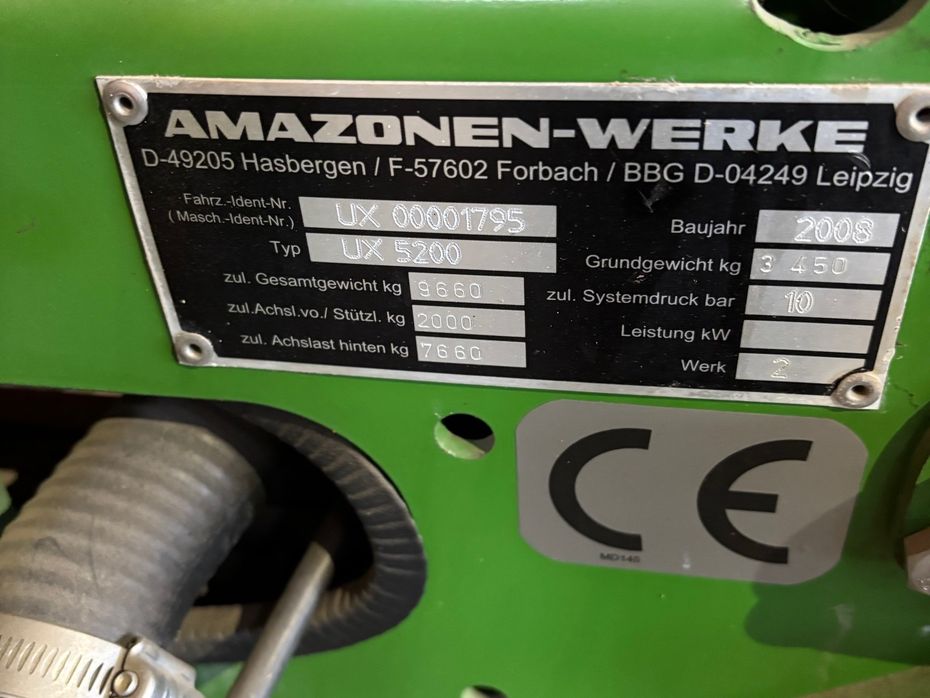 AMAZONEN-WERKE
D-49205 Hasbergen / F-57602 Forbach / BBG D-04249 Leipzig
Fahrz.-Ident-Nr.
(Masch.-Ident-Nr.) UX 00001795
Typ UX 5200
zul. Gesamtgewicht kg 9660
zul.Achsl.vo./ Stützl. kg 2000
zul. Achslast hinten kg 7660
Baujahr 2008
Grundgewicht kg 3 450
zul. Systemdruck bar 10
Leistung kW
Werk 2
CE
MD145